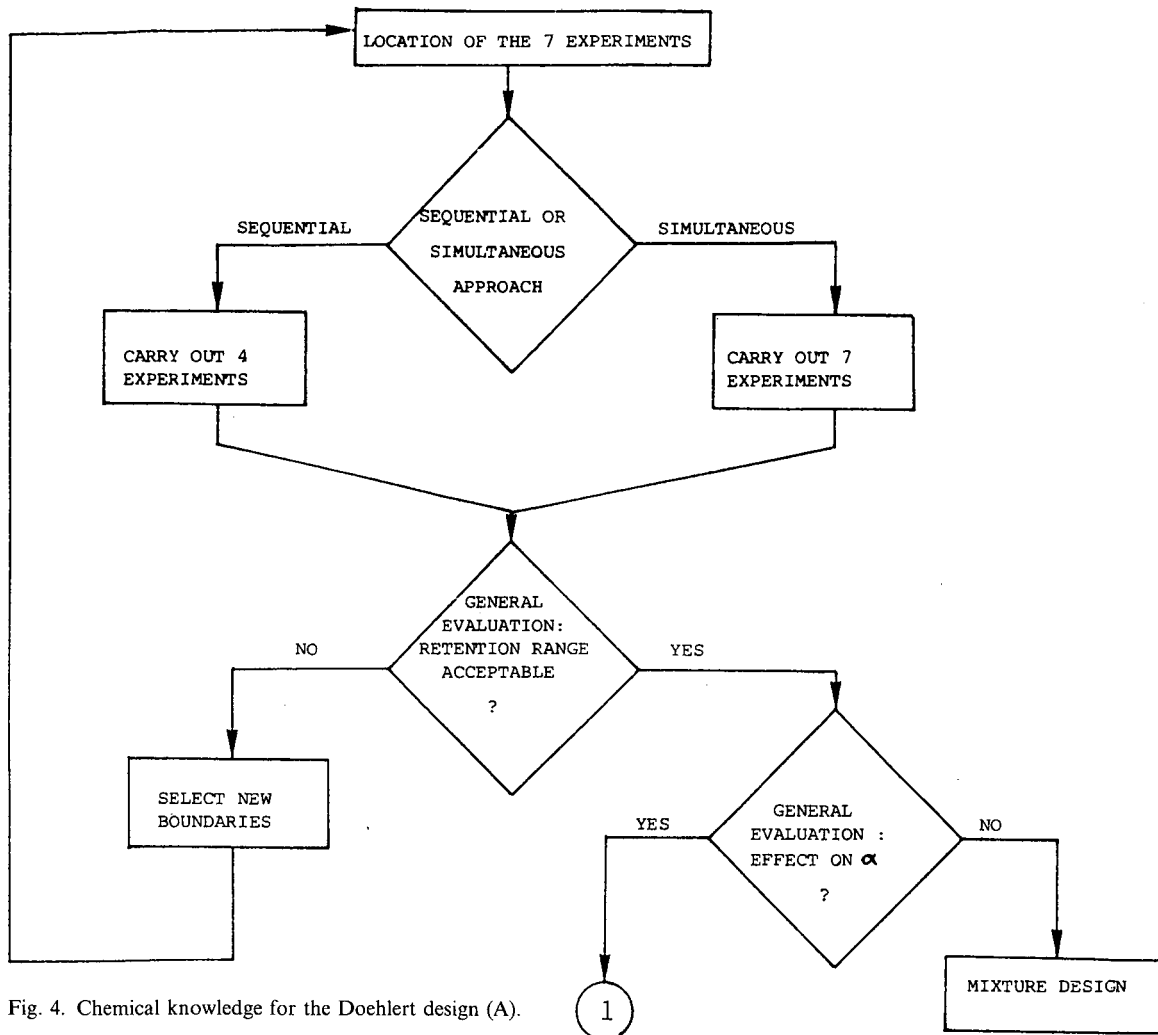 LOCATION OF THE 7 EXPERIMENTS
SEQUENTIAL OR
SIMULTANEOUS
APPROACH
SEQUENTIAL
SIMULTANEOUS
CARRY OUT 4
EXPERIMENTS
CARRY OUT 7
EXPERIMENTS
GENERAL
EVALUATION:
RETENTION RANGE
ACCEPTABLE
?
NO
YES
SELECT NEW
BOUNDARIES
GENERAL
EVALUATION :
EFFECT ON α
?
YES
NO
1
MIXTURE DESIGN
Fig. 4. Chemical knowledge for the Doehlert design (A).